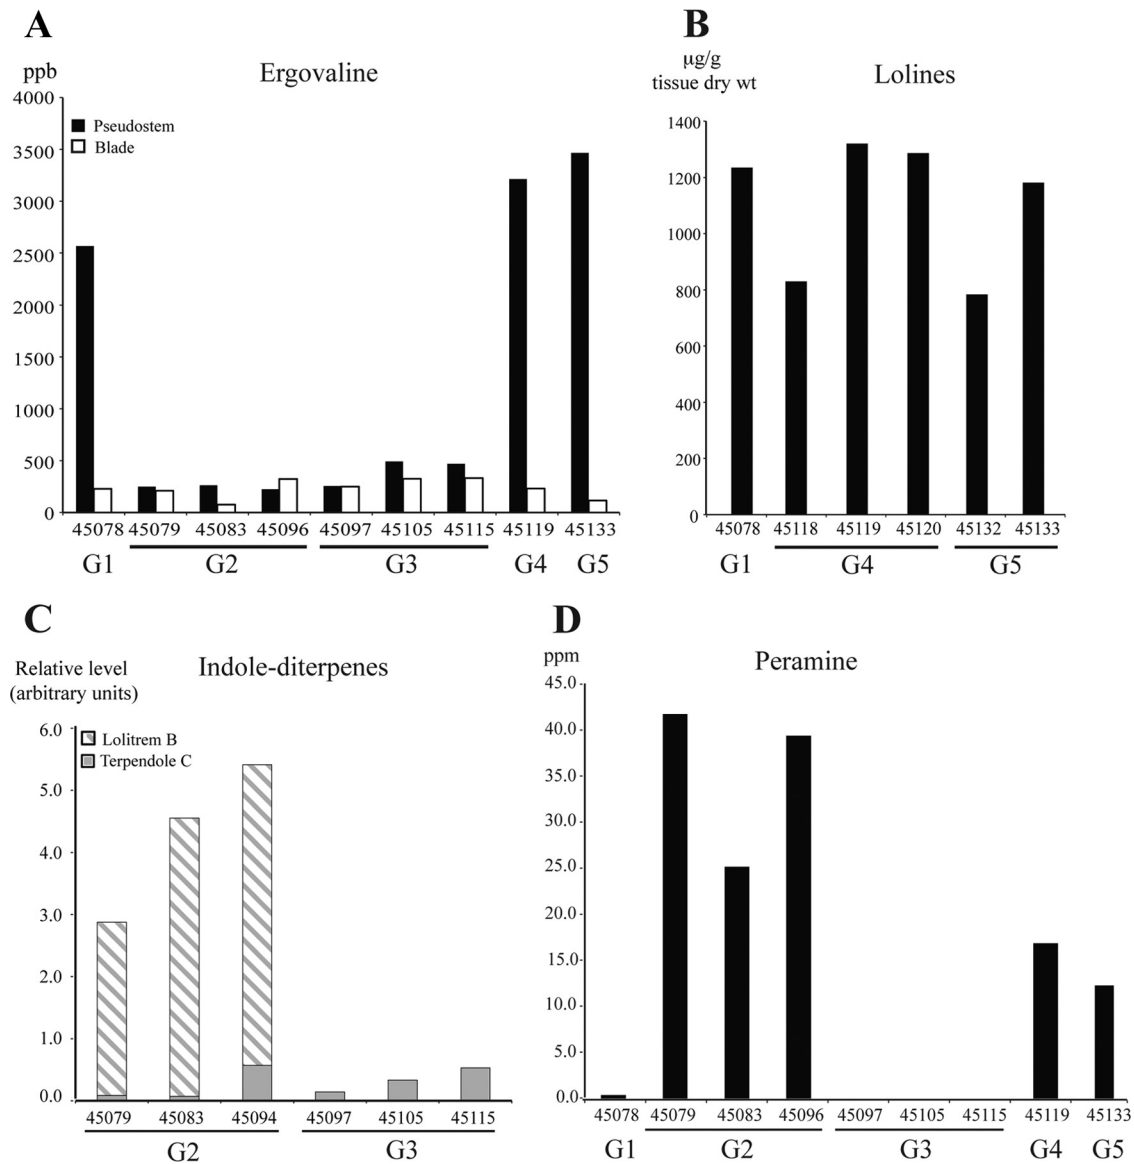 A
ppb
Ergovaline
4000
3500
3000
2500
2000
1500
1000
500
0
Pseudostem
Blade
45078 45079 45083 45096 45097 45105 45115 45119 45133
G1 G2 G3 G4 G5
B
μg/g
tissue dry wt
Lolines
1400
1200
1000
800
600
400
200
0
45078 45118 45119 45120 45132 45133
G1 G4 G5
C
Relative level
(arbitrary units)
Indole-diterpenes
6.0
5.0
4.0
3.0
2.0
1.0
0.0
Lolitrem B
Terpendole C
45079 45083 45094 45097 45105 45115
G2 G3
D
ppm
Peramine
45.0
40.0
35.0
30.0
25.0
20.0
15.0
10.0
5.0
0.0
45078 45079 45083 45096 45097 45105 45115 45119 45133
G1 G2 G3 G4 G5